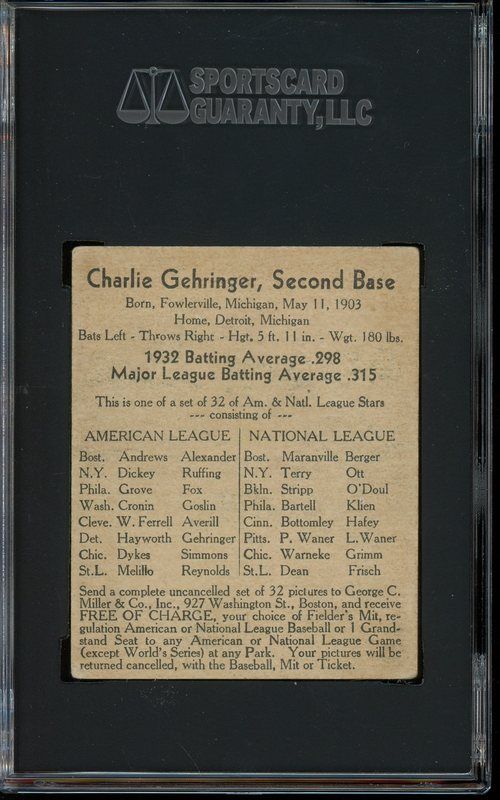 SPORTSCARD
GUARANTY, LLC
Charlie Gehringer, Second Base
Born, Fowlerville, Michigan, May 11, 1903
Home, Detroit, Michigan
Bats Left - Throws Right - Hgt. 5 ft. 11 in. - Wgt. 180 lbs.
1932 Batting Average .298
Major League Batting Average .315
This is one of a set of 32 of Am. & Natl. League Stars
--- consisting of ---
AMERICAN LEAGUE NATIONAL LEAGUE
Bost. Andrews Alexander Bost. Maranville Berger
N.Y. Dickey Ruffing N.Y. Terry Ott
Phila. Grove Fox Bkln. Stripp O'Doul
Wash. Cronin Goslin Phila. Bartell Klien
Cleve. W. Ferrell Averill Cinn. Bottomley Hafey
Det. Hayworth Gehringer Pitts. P. Waner L. Waner
Chic. Dykes Simmons Chic. Warneke Grimm
St.L. Melillo Reynolds St.L. Dean Frisch
Send a complete uncancelled set of 32 pictures to George C.
Miller & Co., Inc., 927 Washington St., Boston, and receive
FREE OF CHARGE, your choice of Fielder's Mit, re-
gulation American or National League Baseball or 1 Grand-
stand Seat to any American or National League Game
(except World's Series) at any Park. Your pictures will be
returned cancelled, with the Baseball, Mit or Ticket.